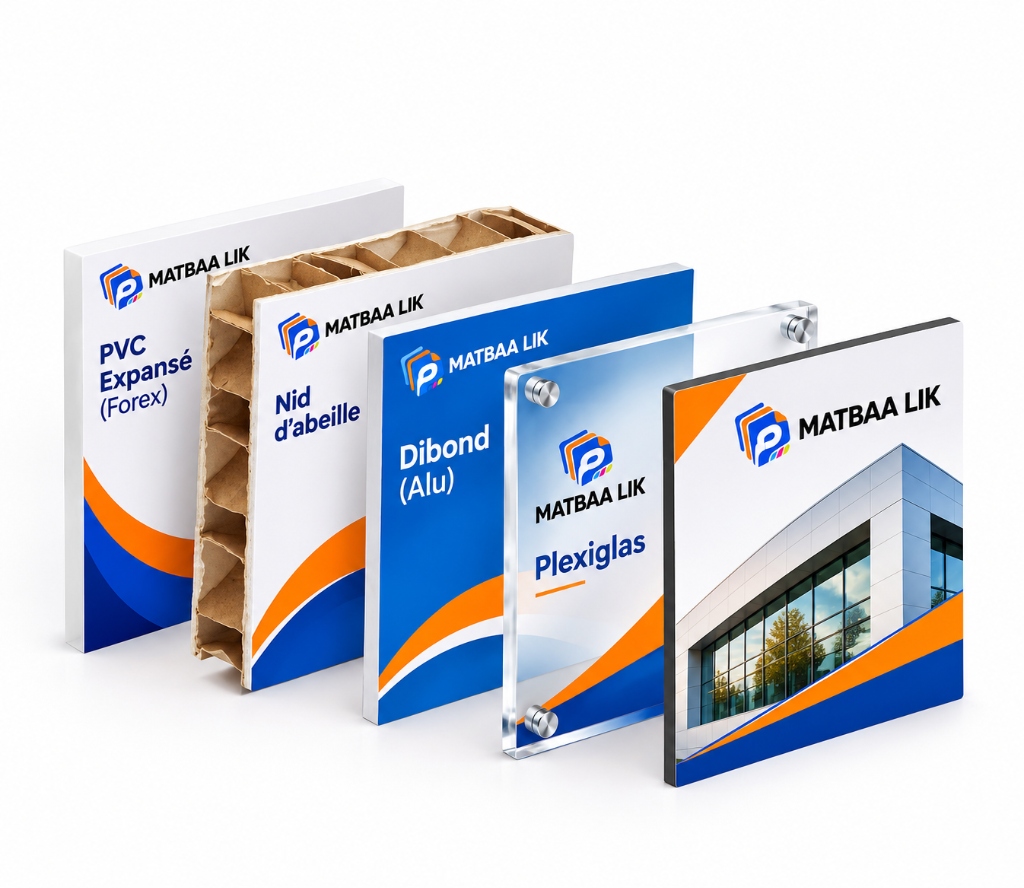 MATBAA LIK
PVC
Expansé
(Forex)
MATBAA LIK
Nid
d'abeille
MATBAA LIK
Dibond
(Alu)
MATBAA LIK
Plexiglas
MATBAA LIK